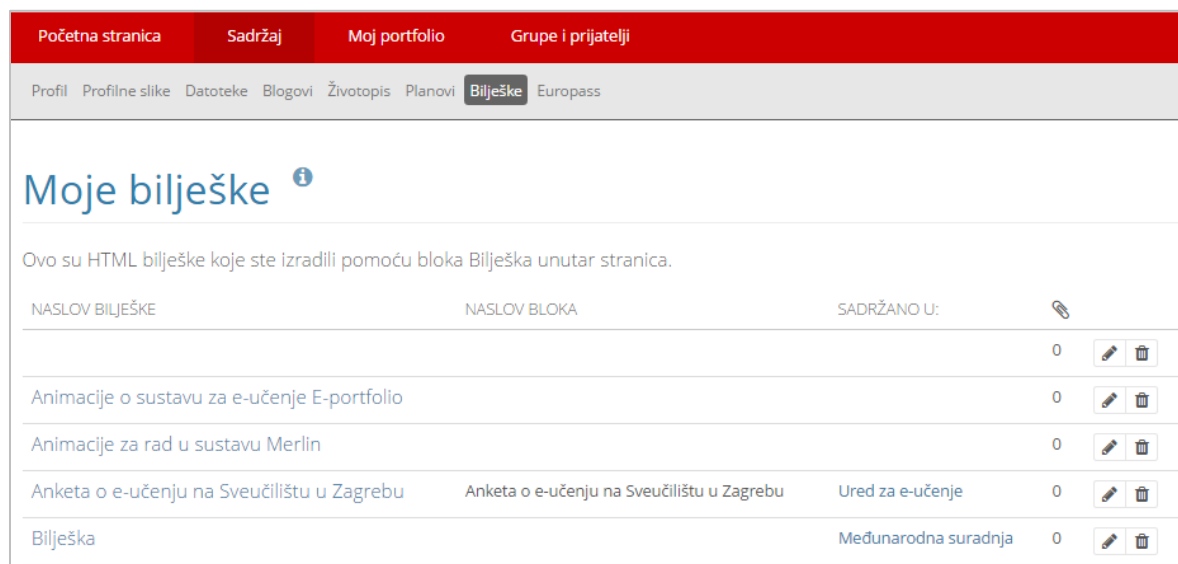 Početna stranica Sadržaj Moj portfolio Grupe i prijatelji
Profil Profilne slike Datoteke Blogovi Životopis Planovi Bilješke Europass
Moje bilješke
Ovo su HTML bilješke koje ste izradili pomoću bloka Bilješka unutar stranica.
NASLOV BILJEŠKE NASLOV BLOKA SADRŽANO U:
0
Animacije o sustavu za e-učenje E-portfolio 0
Animacije za rad u sustavu Merlin 0
Anketa o e-učenju na Sveučilištu u Zagrebu Anketa o e-učenju na Sveučilištu u Zagrebu Ured za e-učenje 0
Bilješka Međunarodna suradnja 0